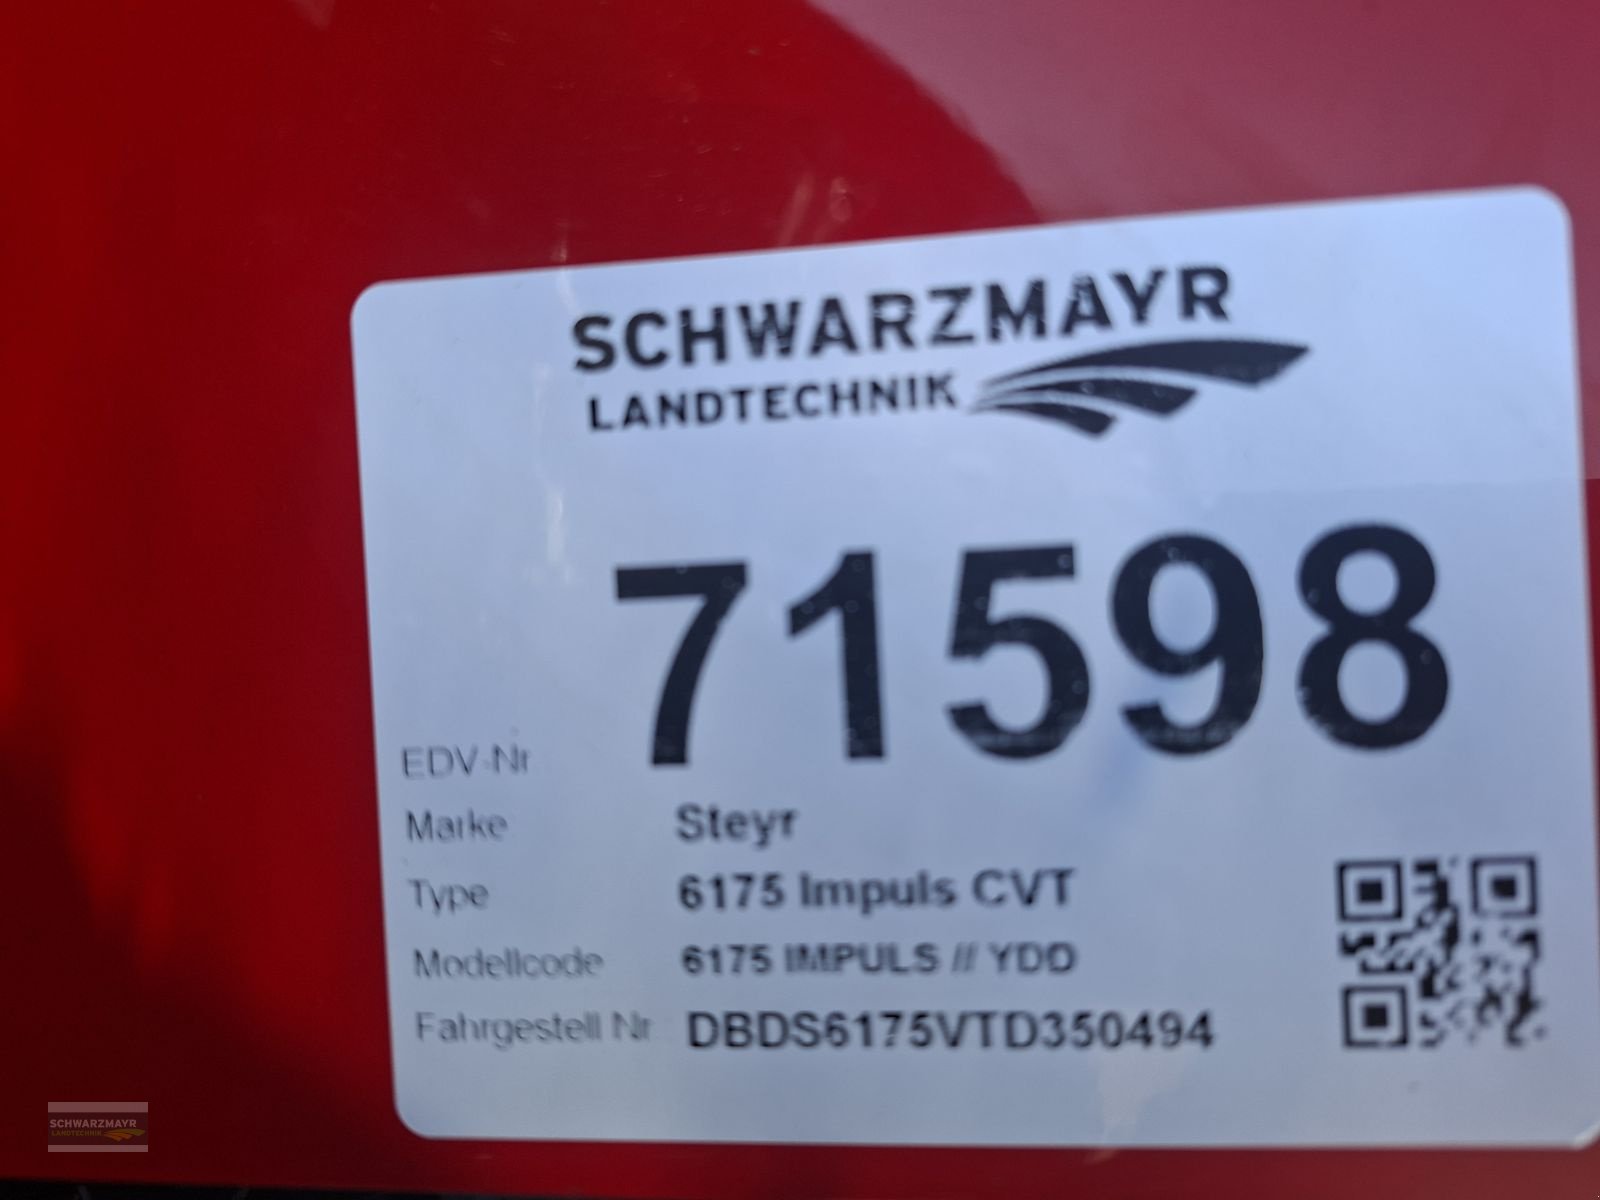 SCHWARZMAYR
LANDTECHNIK
EDV-Nr 71598
Marke Steyr
Type 6175 Impuls CVT
Modellcode 6175 IMPULS // YDD
Fahrgestell Nr DBDS6175VTD350494
SCHWARZMAYR
LANDTECHNIK